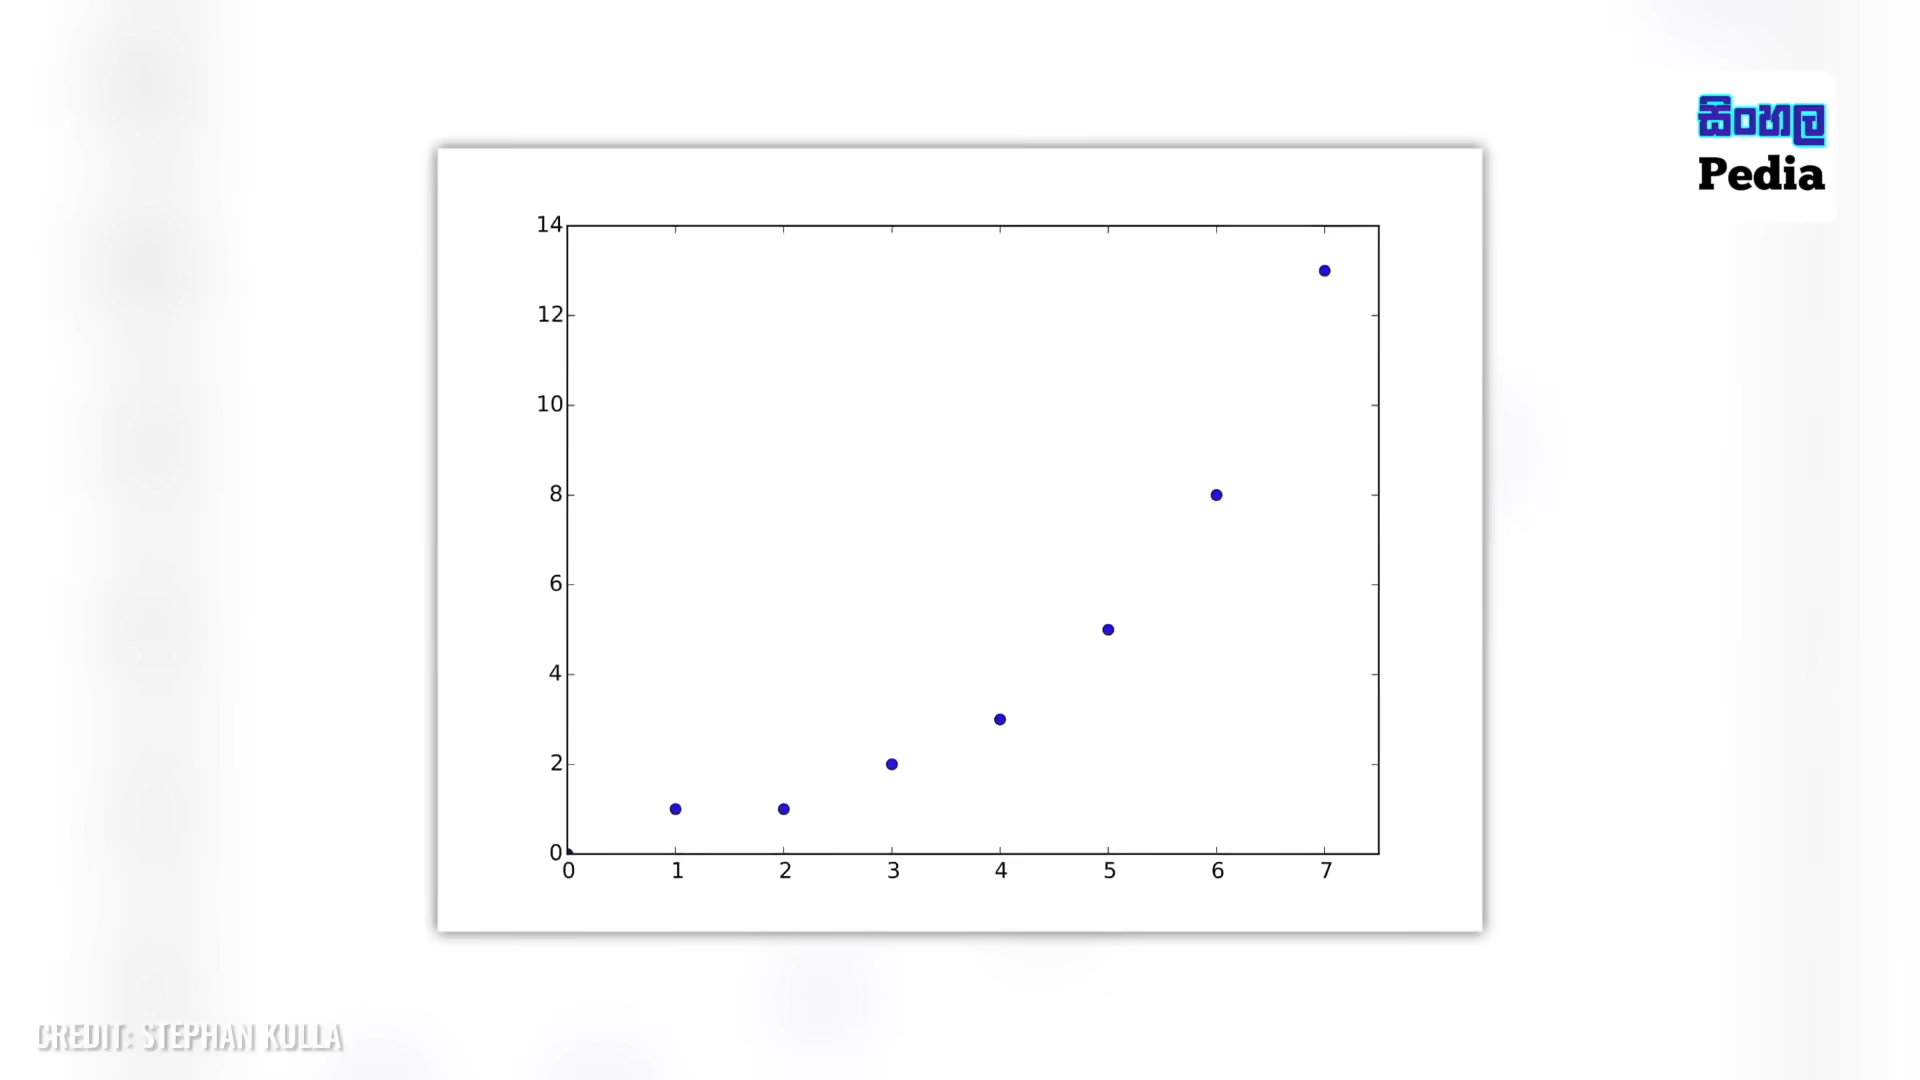 සිංහල
Pedia
14
12
10
8
6
4
2
0
0 1 2 3 4 5 6 7
CREDIT: STEPHAN KULLA